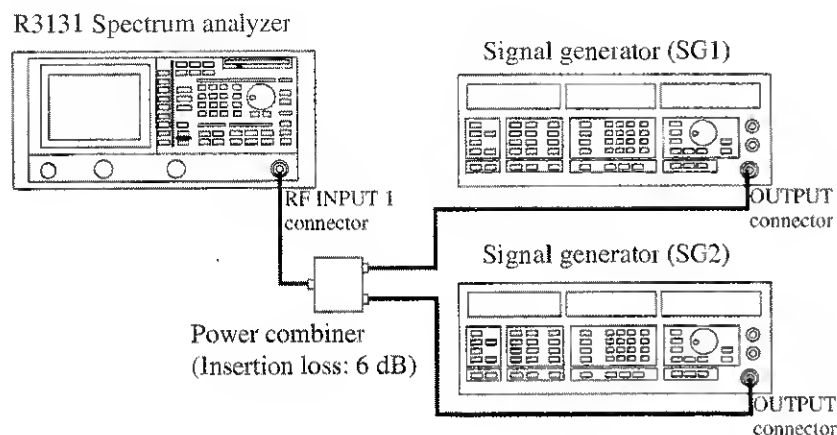 R3131 Spectrum analyzer
Signal generator (SG1)
RF INPUT 1
connector
OUTPUT
connector
Signal generator (SG2)
Power combiner
(Insertion loss: 6 dB)
OUTPUT
connector